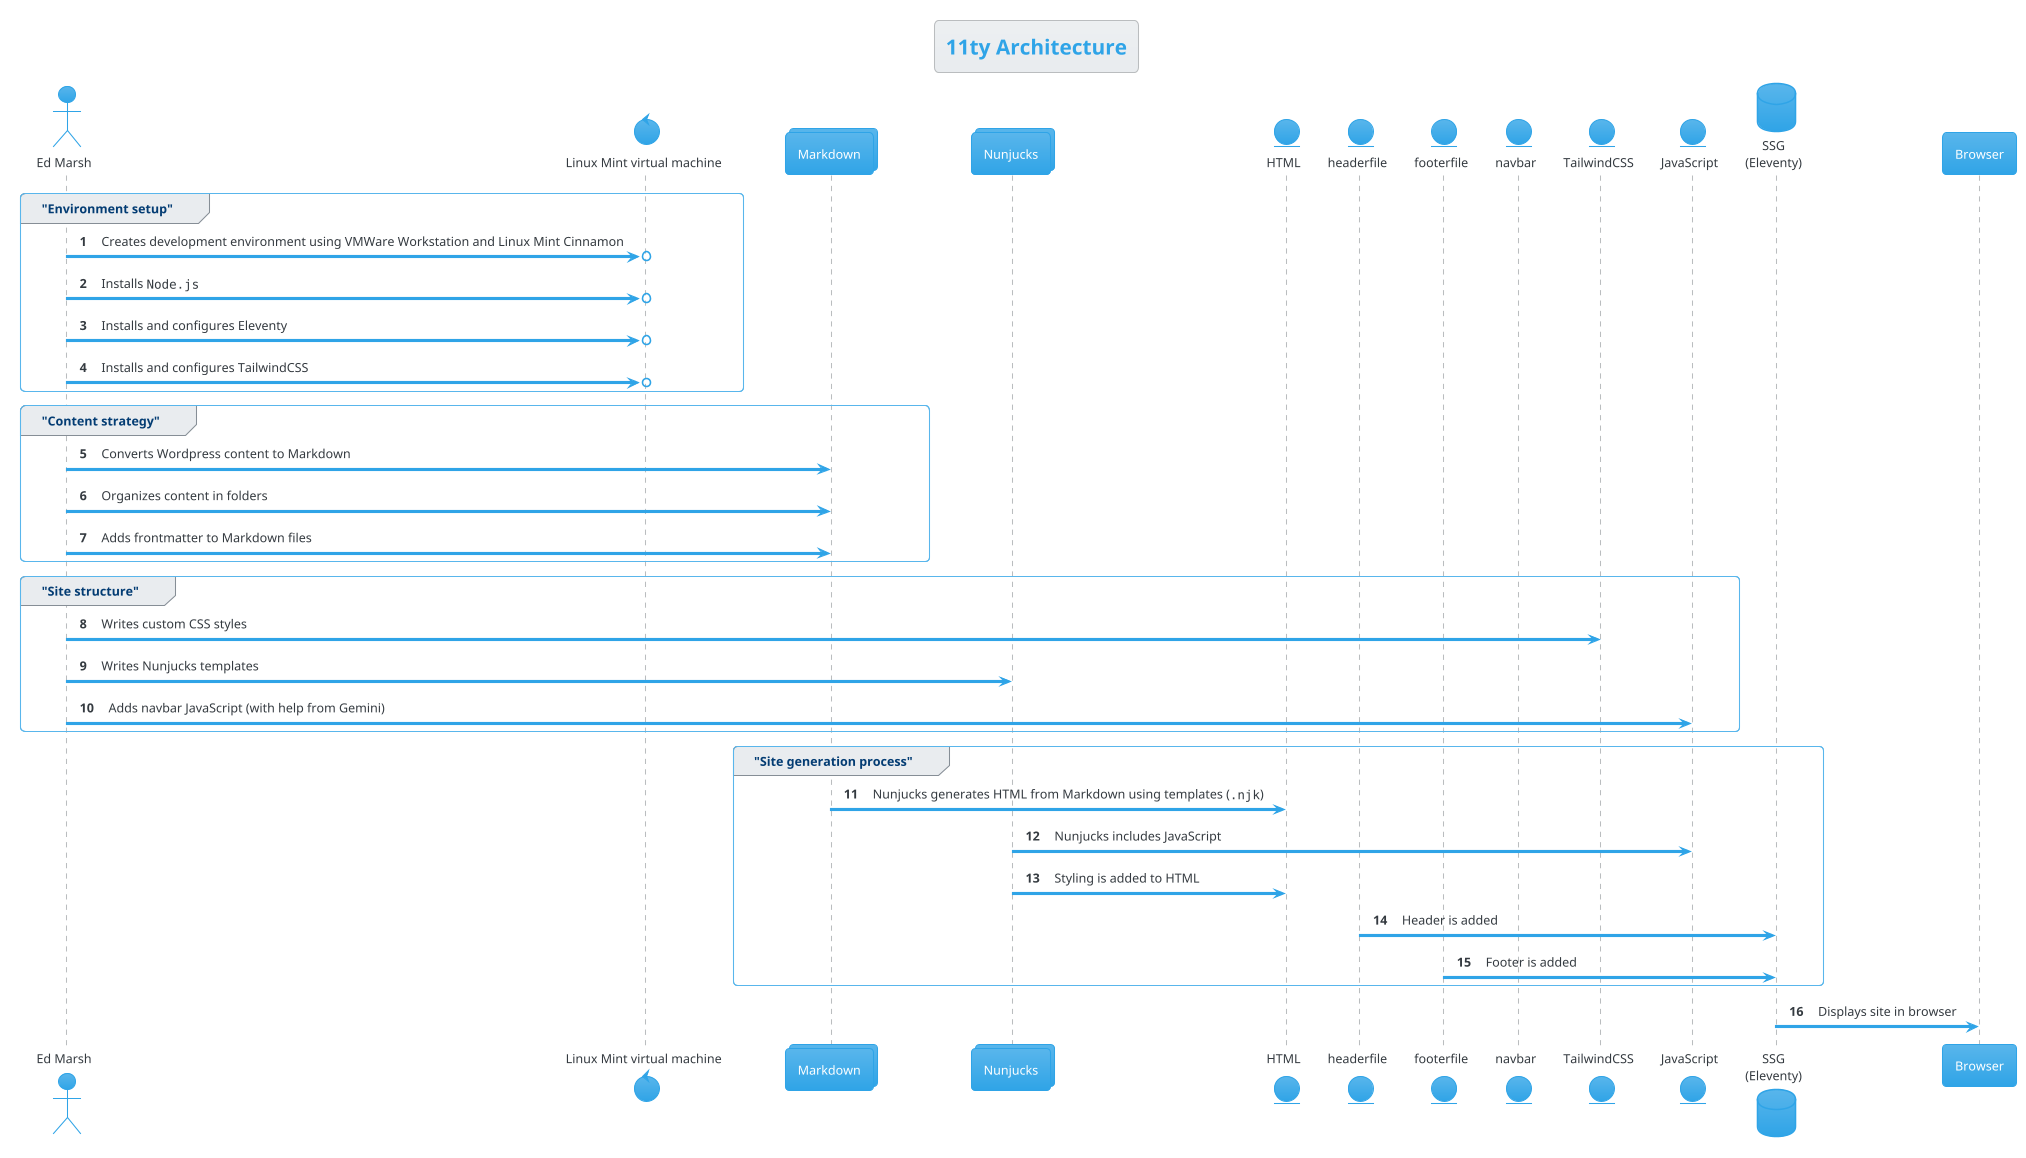 11ty Architecture
Ed Marsh
Linux Mint virtual machine
Markdown
Nunjucks
HTML
headerfile
footerfile
navbar
TailwindCSS
JavaScript
SSG
(Eleventy)
Browser
"Environment setup"
1 Creates development environment using VMWare Workstation and Linux Mint Cinnamon
2 Installs Node.js
3 Installs and configures Eleventy
4 Installs and configures TailwindCSS
"Content strategy"
5 Converts Wordpress content to Markdown
6 Organizes content in folders
7 Adds frontmatter to Markdown files
"Site structure"
8 Writes custom CSS styles
9 Writes Nunjucks templates
10 Adds navbar JavaScript (with help from Gemini)
"Site generation process"
11 Nunjucks generates HTML from Markdown using templates (.njk)
12 Nunjucks includes JavaScript
13 Styling is added to HTML
14 Header is added
15 Footer is added
16 Displays site in browser
Ed Marsh
Linux Mint virtual machine
Markdown
Nunjucks
HTML
headerfile
footerfile
navbar
TailwindCSS
JavaScript
SSG
(Eleventy)
Browser